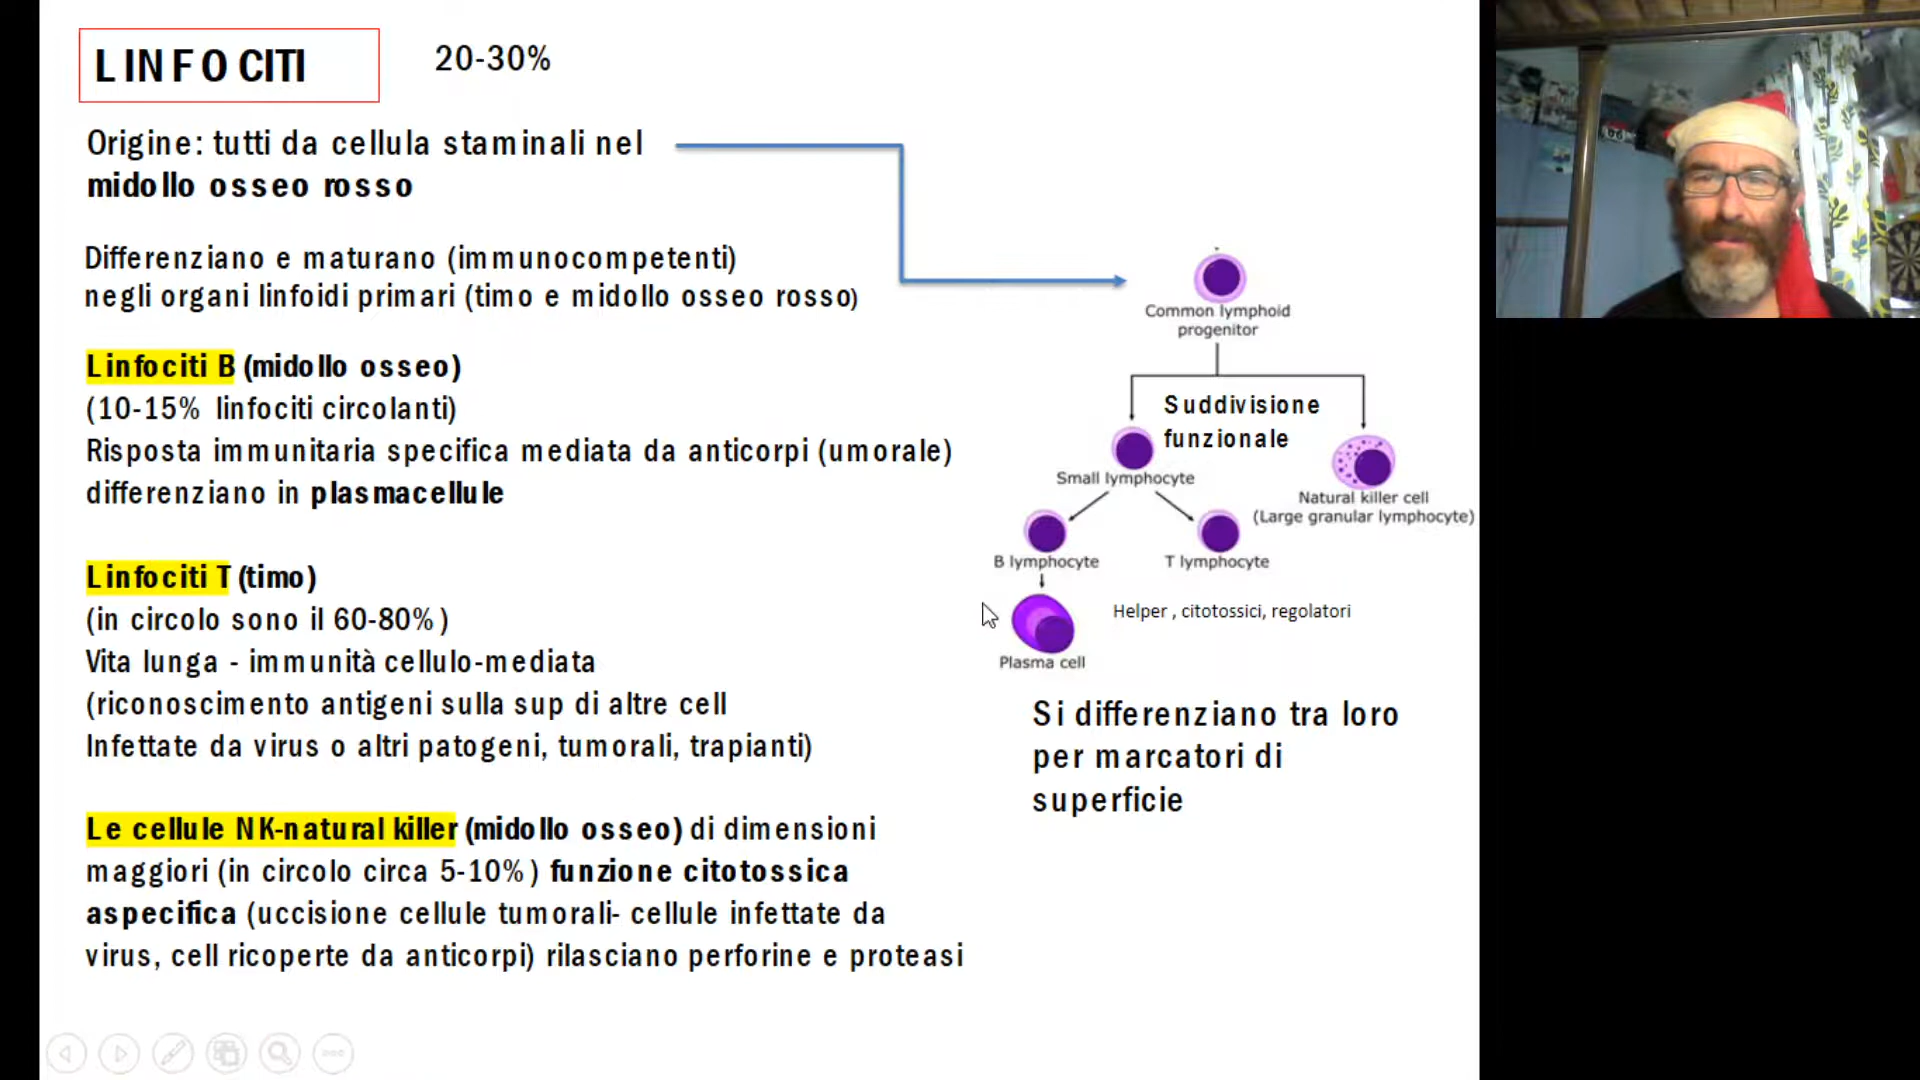 LINFOCITI
20-30%
Origine: tutti da cellula staminali nel
midollo osseo rosso
Differenziano e maturano (immunocompetenti)
negli organi linfoidi primari (timo e midollo osseo rosso)
Linfociti B (midollo osseo)
(10-15% linfociti circolanti)
Risposta immunitaria specifica mediata da anticorpi (umorale)
differenziano in plasmacellule
Linfociti T (timo)
(in circolo sono il 60-80%)
Vita lunga - immunità cellulo-mediata
(riconoscimento antigeni sulla sup di altre cell
Infettate da virus o altri patogeni, tumorali, trapianti)
Le cellule NK-natural killer (midollo osseo) di dimensioni
maggiori (in circolo circa 5-10%) funzione citotossica
aspecifica (uccisione cellule tumorali- cellule infettate da
virus, cell ricoperte da anticorpi) rilasciano perforine e proteasi
Common lymphoid
progenitor
Suddivisione
funzionale
Small lymphocyte
Natural killer cell
(Large granular lymphocyte)
B lymphocyte
T lymphocyte
Helper , citotossici, regolatori
Plasma cell
Si differenziano tra loro
per marcatori di
superficie